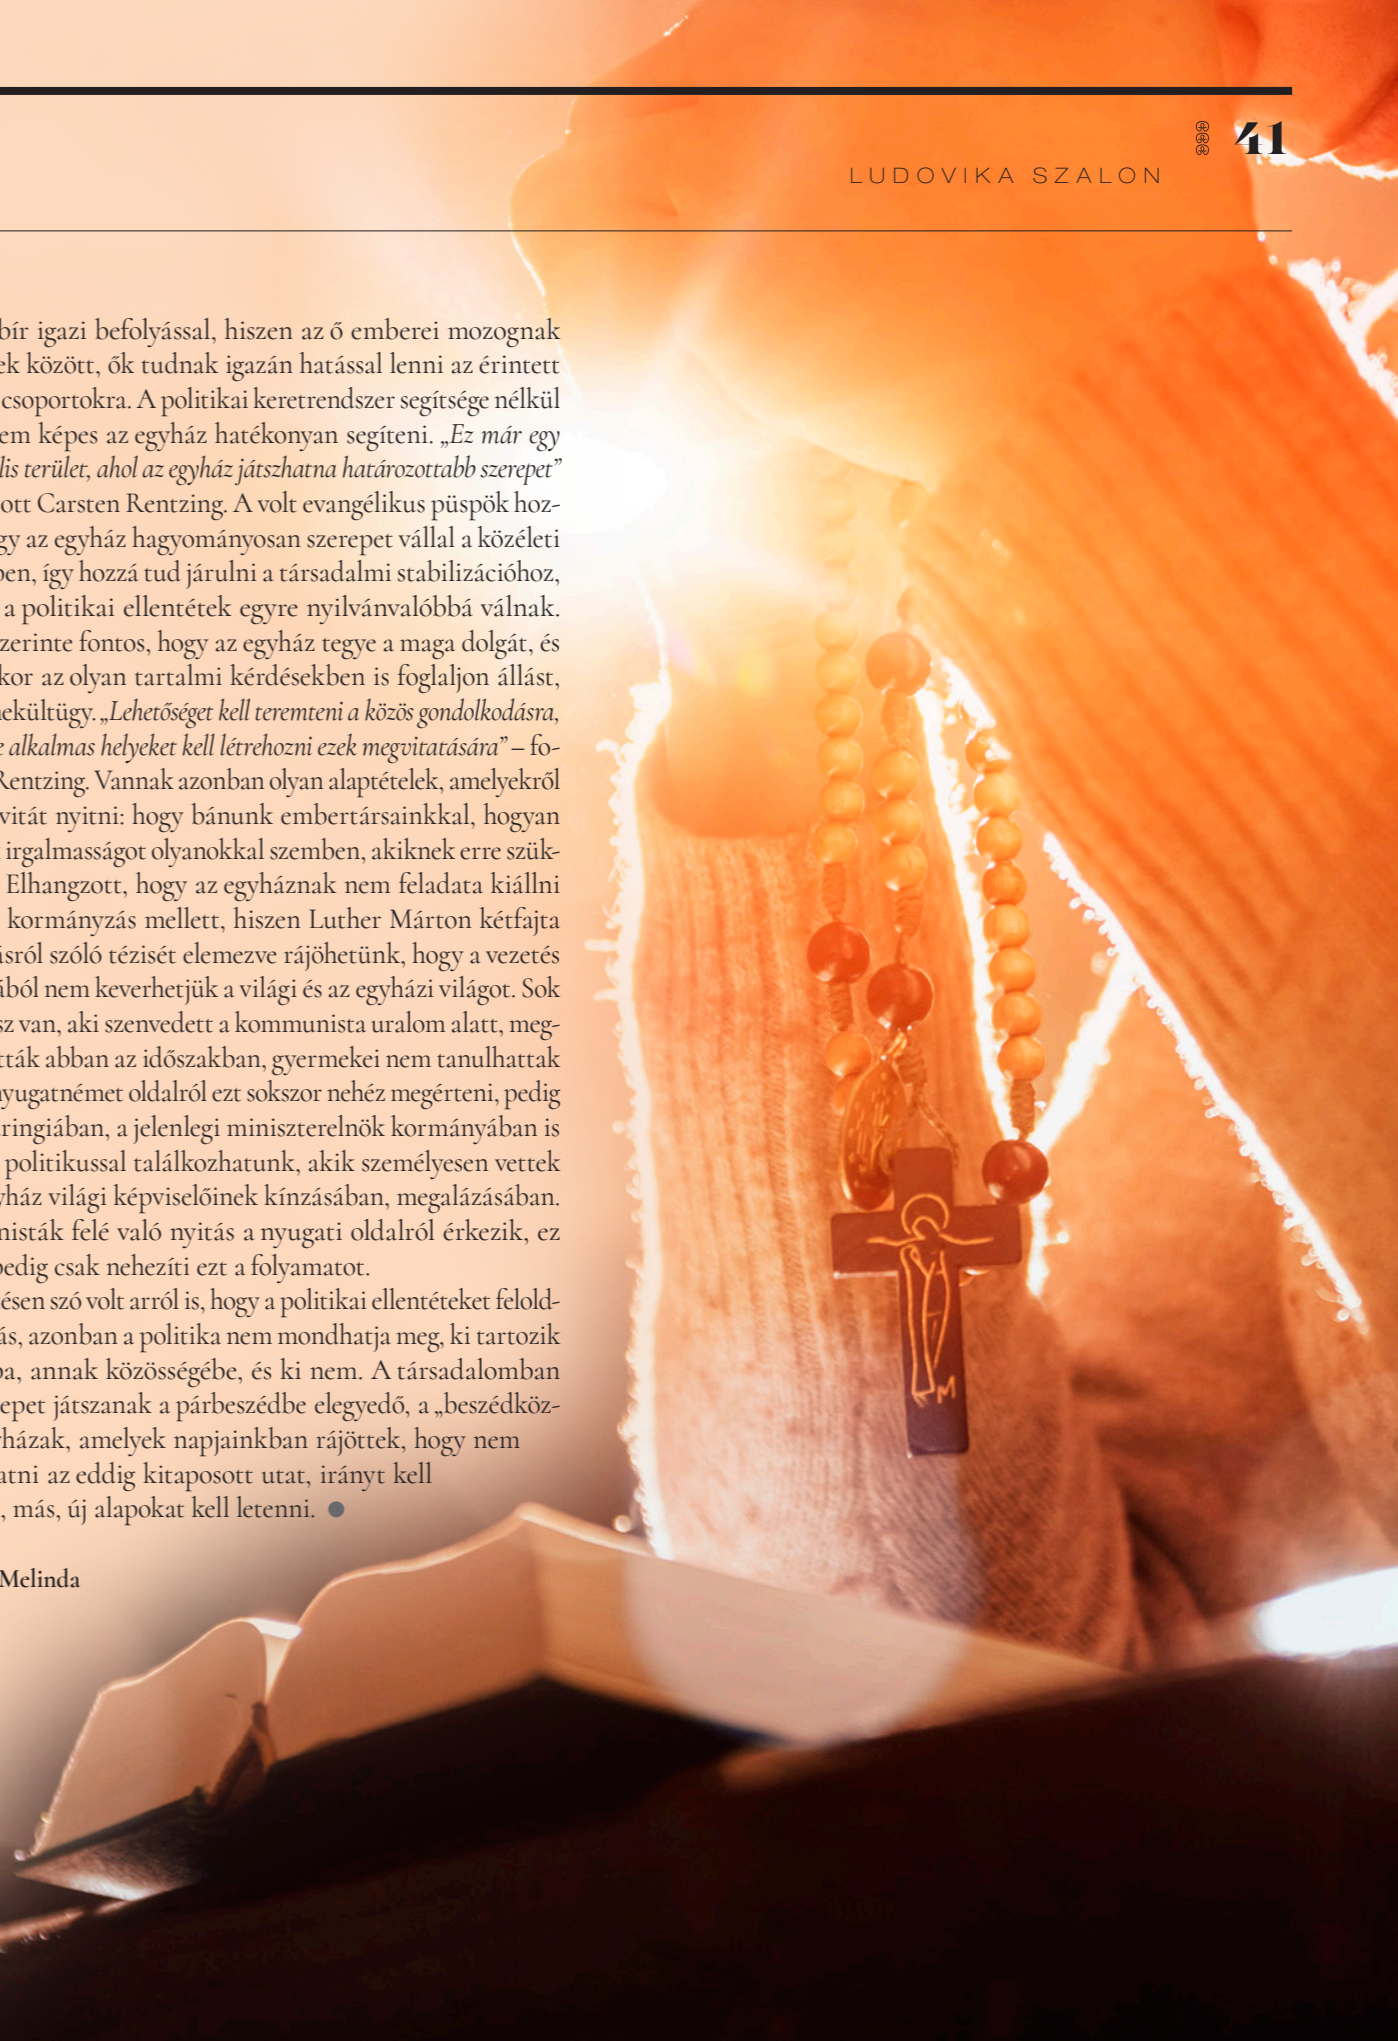 41
LUDOVIKA SZALON
bír igazi befolyással, hiszen az ő emberei mozognak
ek között, ők tudnak igazán hatással lenni az érintett
csoportokra. A politikai keretrendszer segítsége nélkül
em képes az egyház hatékonyan segíteni. „Ez már egy
lis terület, ahol az egyház játszhatna határozottabb szerepet”
ott Carsten Rentzing. A volt evangélikus püspök hoz-
gy az egyház hagyományosan szerepet vállal a közéleti
ben, így hozzá tud járulni a társadalmi stabilizációhoz,
a politikai ellentétek egyre nyilvánvalóbbá válnak.
zerinte fontos, hogy az egyház tegye a maga dolgát, és
kor az olyan tartalmi kérdésekben is foglaljon állást,
ekültügy. „Lehetőséget kell teremteni a közös gondolkodásra,
e alkalmas helyeket kell létrehozni ezek megvitatására” – fo-
Rentzing. Vannak azonban olyan alaptételek, amelyekről
vitát nyitni: hogy bánunk embertársainkkal, hogyan
irgalmasságot olyanokkal szemben, akiknek erre szük-
Elhangzott, hogy az egyháznak nem feladata kiállni
kormányzás mellett, hiszen Luther Márton kétfajta
ásról szóló tézisét elemezve rájöhetünk, hogy a vezetés
ából nem keverhetjük a világi és az egyházi világot. Sok
sz van, aki szenvedett a kommunista uralom alatt, meg-
tták abban az időszakban, gyermekei nem tanulhattak
nyugatnémet oldalról ezt sokszor nehéz megérteni, pedig
üringiában, a jelenlegi miniszterelnök kormányában is
politikussal találkozhatunk, akik személyesen vettek
yház világi képviselőinek kínzásában, megalázásában.
nisták felé való nyitás a nyugati oldalról érkezik, ez
pedig csak nehezíti ezt a folyamatot.
ésen szó volt arról is, hogy a politikai ellentéteket felold-
ás, azonban a politika nem mondhatja meg, ki tartozik
ba, annak közösségébe, és ki nem. A társadalomban
epet játszanak a párbeszédbe elegyedő, a „beszédköz-
yházak, amelyek napjainkban rájöttek, hogy nem
atni az eddig kitaposott utat, irányt kell
, más, új alapokat kell letenni.
Melinda
M